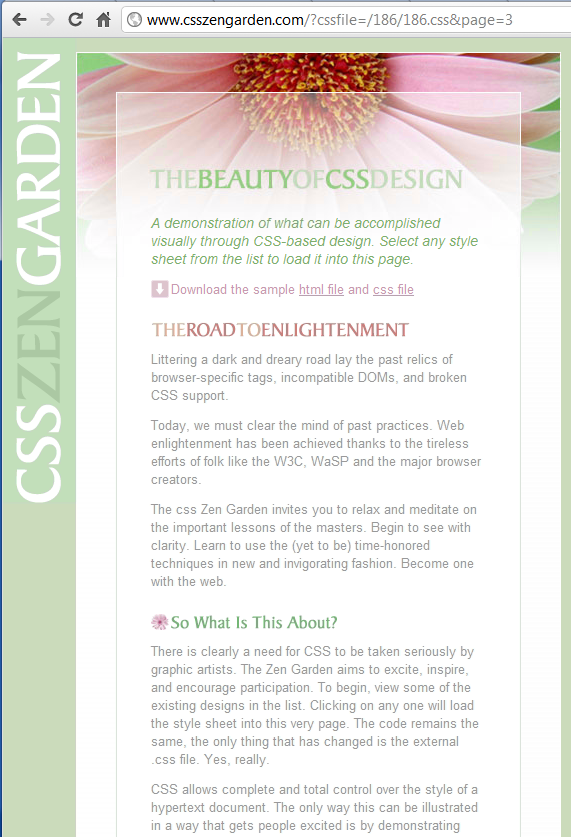 www.csszengarden.com/?cssfile=/186/186.css&page=3
CSSZENGARDEN
THEBEAUTYOFCSSDESIGN
A demonstration of what can be accomplished
visually through CSS-based design. Select any style
sheet from the list to load it into this page.
Download the sample html file and css file
THEROADTOENLIGHTENMENT
Littering a dark and dreary road lay the past relics of
browser-specific tags, incompatible DOMs, and broken
CSS support.
Today, we must clear the mind of past practices. Web
enlightenment has been achieved thanks to the tireless
efforts of folk like the W3C, WaSP and the major browser
creators.
The css Zen Garden invites you to relax and meditate on
the important lessons of the masters. Begin to see with
clarity. Learn to use the (yet to be) time-honored
techniques in new and invigorating fashion. Become one
with the web.
So What Is This About?
There is clearly a need for CSS to be taken seriously by
graphic artists. The Zen Garden aims to excite, inspire,
and encourage participation. To begin, view some of the
existing designs in the list. Clicking on any one will load
the style sheet into this very page. The code remains the
same, the only thing that has changed is the external
.css file. Yes, really.
CSS allows complete and total control over the style of a
hypertext document. The only way this can be illustrated
in a way that gets people excited is by demonstrating